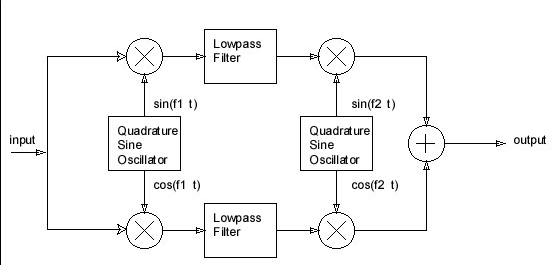 Lowpass
Filter
sin(f1 t)
sin(f2 t)
input
Quadrature
Sine
Oscillator
Quadrature
Sine
Oscillator
output
cos(f1 t)
cos(f2 t)
Lowpass
Filter